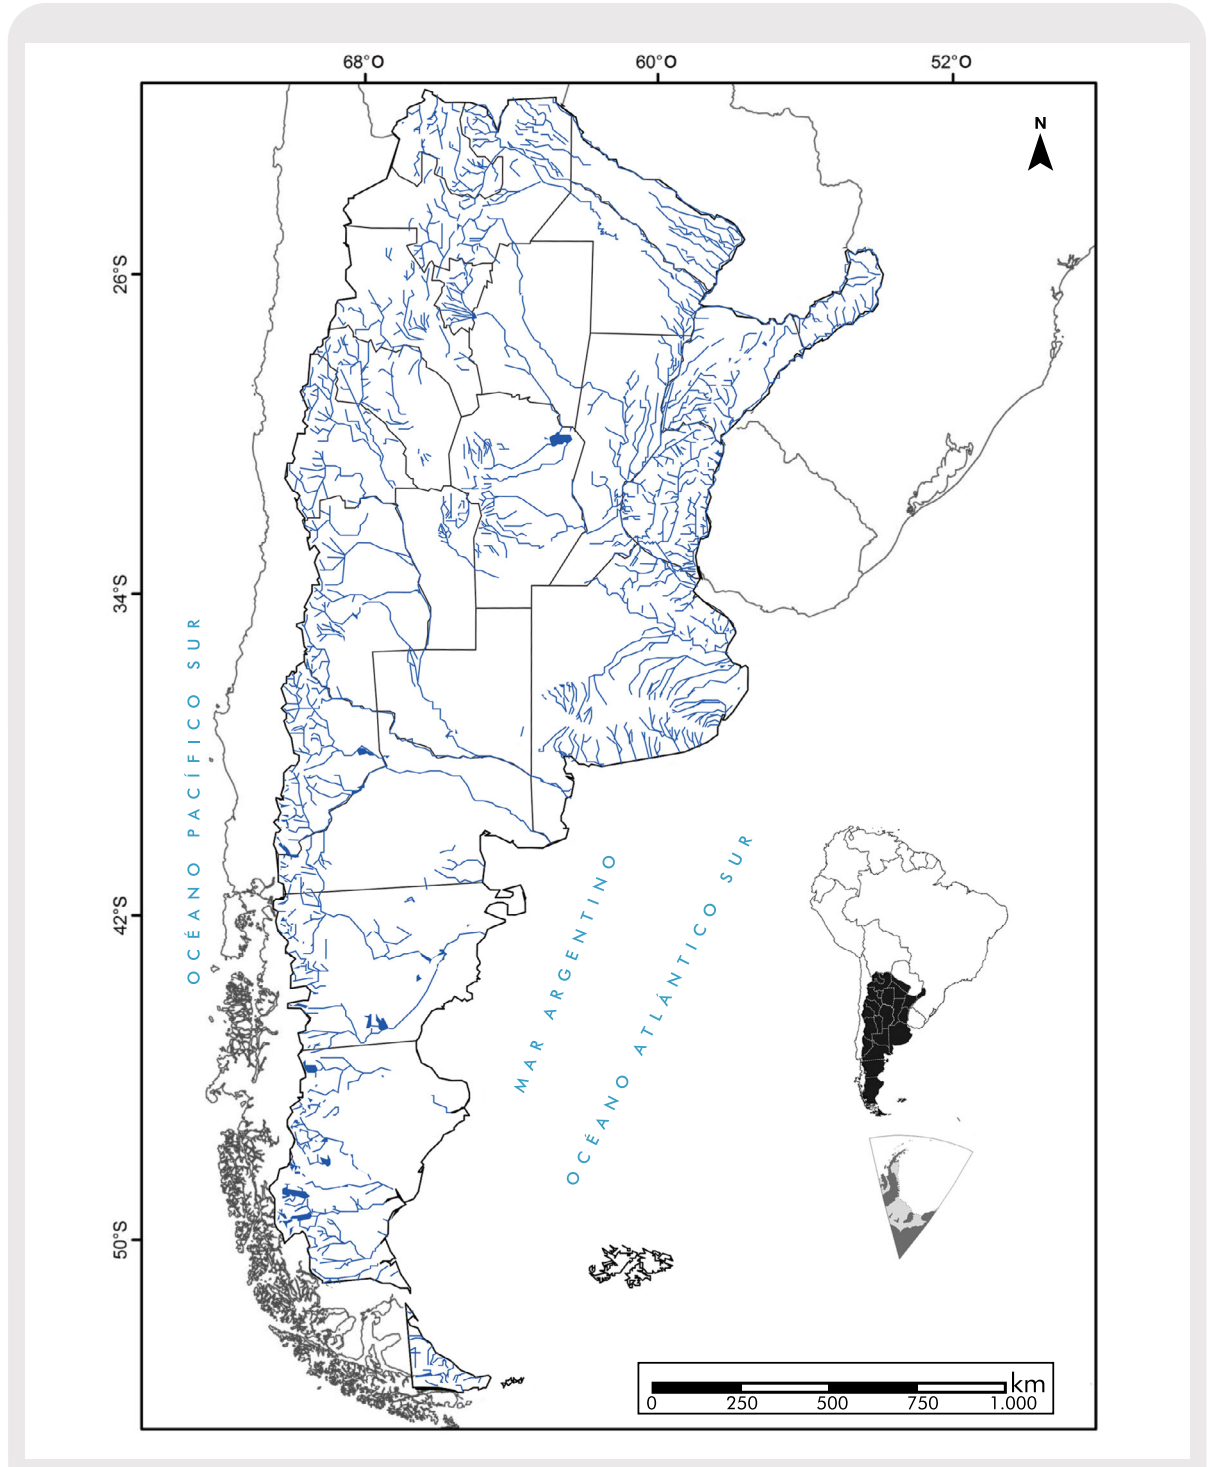 68°O
60°O
52°O
N
26°S
34°S
42°S
50°S
OCÉANO PACÍFICO SUR
MAR ARGENTINO
OCÉANO ATLÁNTICO SUR
km
0
250
500
750
1.000